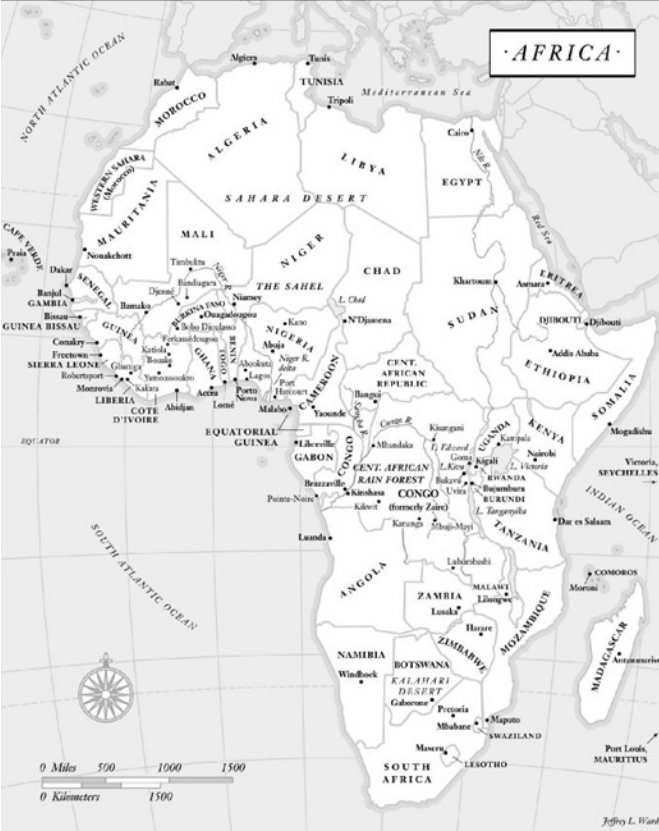 ·AFRICA·
NORTH ATLANTIC OCEAN
Algiers
Tunis
TUNISIA
Rabat
MOROCCO
Mediterranean Sea
Tripoli
ALGERIA
LIBYA
Cairo
Nile R.
EGYPT
WESTERN SAHARA
(Morocco)
SAHARA DESERT
Red Sea
MAURITANIA
MALI
NIGER
CHAD
CAPE VERDE
Praia
Nouakchott
Timbuktu
Niger R.
Bandiagara
THE SAHEL
Khartoum
Asmara
ERITREA
Dakar
SENEGAL
Djenné
Niamey
L. Chad
SUDAN
Banjul
GAMBIA
Bamako
BURKINA FASO
Ouagadougou
N'Djamena
DJIBOUTI
Djibouti
Bissau
GUINEA BISSAU
GUINEA
Bobo Dioulasso
Kano
NIGERIA
Ferkessédougou
BENIN
Abuja
Addis Ababa
Conakry
Katiola
GHANA
TOGO
Niger R.
delta
ETHIOPIA
Freetown
SIERRA LEONE
Gbarnga
Bouaké
Abeokuta
CENT.
AFRICAN
REPUBLIC
SOMALIA
Robertsport
Yamoussoukro
Lagos
Port
Harcourt
CAMEROON
Bangui
Monrovia
Kakata
Accra
Porto
Novo
LIBERIA
COTE
D'IVOIRE
Abidjan
Lomé
Malabo
Yaounde
Sangha R.
Congo R.
Kisangani
UGANDA
Kampala
KENYA
Mogadishu
EQUATORIAL
GUINEA
EQUATOR
Libreville
GABON
CONGO
Mbandaka
L. Edward
Goma
Kigali
Nairobi
L. Victoria
Victoria,
SEYCHELLES
CENT. AFRICAN
RAIN FOREST
L. Kivu
RWANDA
Bukavu
Bujumbura
Brazzaville
Kinshasa
CONGO
(formerly Zaire)
Uvira
BURUNDI
INDIAN OCEAN
Pointe-Noire
Kikwit
L. Tanganyika
Kananga
Mbuji-Mayi
TANZANIA
Dar es Salaam
SOUTH ATLANTIC OCEAN
Luanda
Lubumbashi
COMOROS
Moroni
ANGOLA
MALAWI
ZAMBIA
Lilongwe
Lusaka
MOZAMBIQUE
Harare
ZIMBABWE
MADAGASCAR
NAMIBIA
BOTSWANA
Windhoek
KALAHARI
DESERT
Gaborone
Pretoria
Mbabane
Maputo
SWAZILAND
Port Louis,
MAURITIUS
Maseru
LESOTHO
SOUTH
AFRICA
0 Miles 500 1000 1500
0 Kilometers 1500
Jeffrey L. Ward